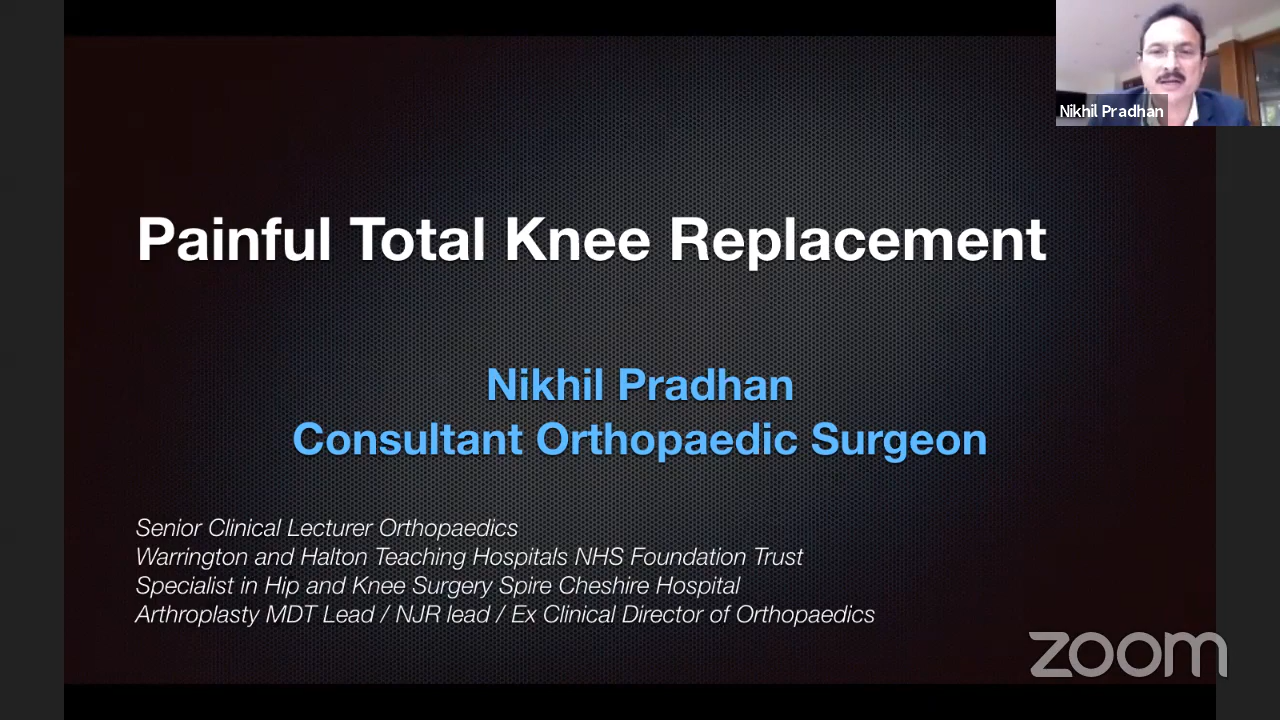 Nikhil Pradhan
Painful Total Knee Replacement
Nikhil Pradhan
Consultant Orthopaedic Surgeon
Senior Clinical Lecturer Orthopaedics
Warrington and Halton Teaching Hospitals NHS Foundation Trust
Specialist in Hip and Knee Surgery Spire Cheshire Hospital
Arthroplasty MDT Lead / NJR lead / Ex Clinical Director of Orthopaedics
zoom